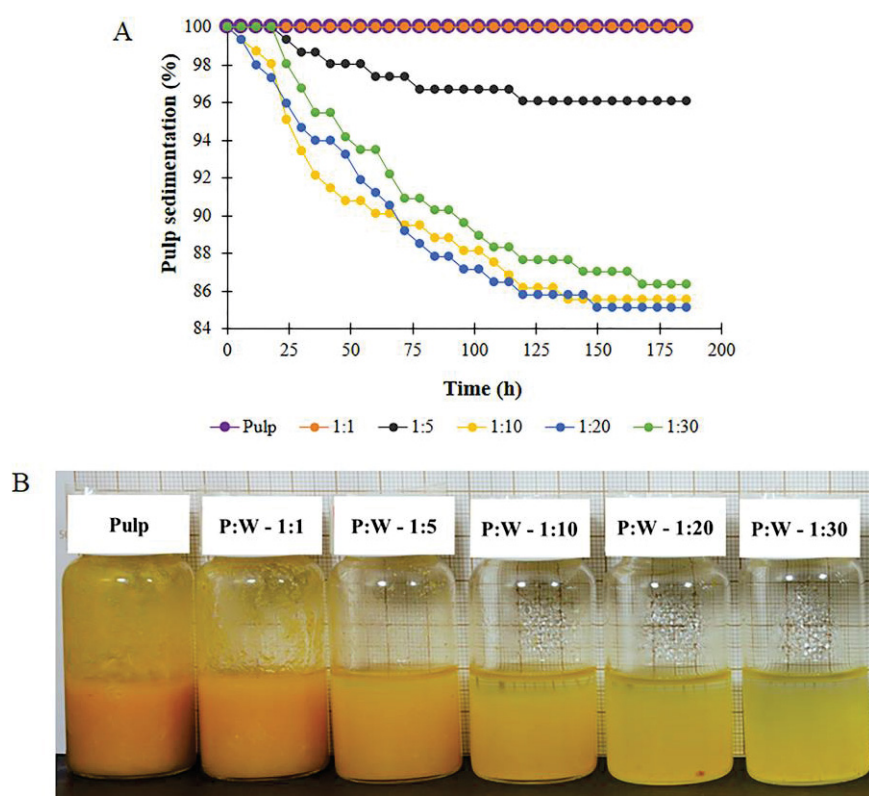 A
Pulp sedimentation (%)
100
98
96
94
92
90
88
86
84
0 25 50 75 100 125 150 175 200
Time (h)
Pulp 1:1 1:5 1:10 1:20 1:30
B
Pulp P:W - 1:1 P:W - 1:5 P:W - 1:10 P:W - 1:20 P:W - 1:30